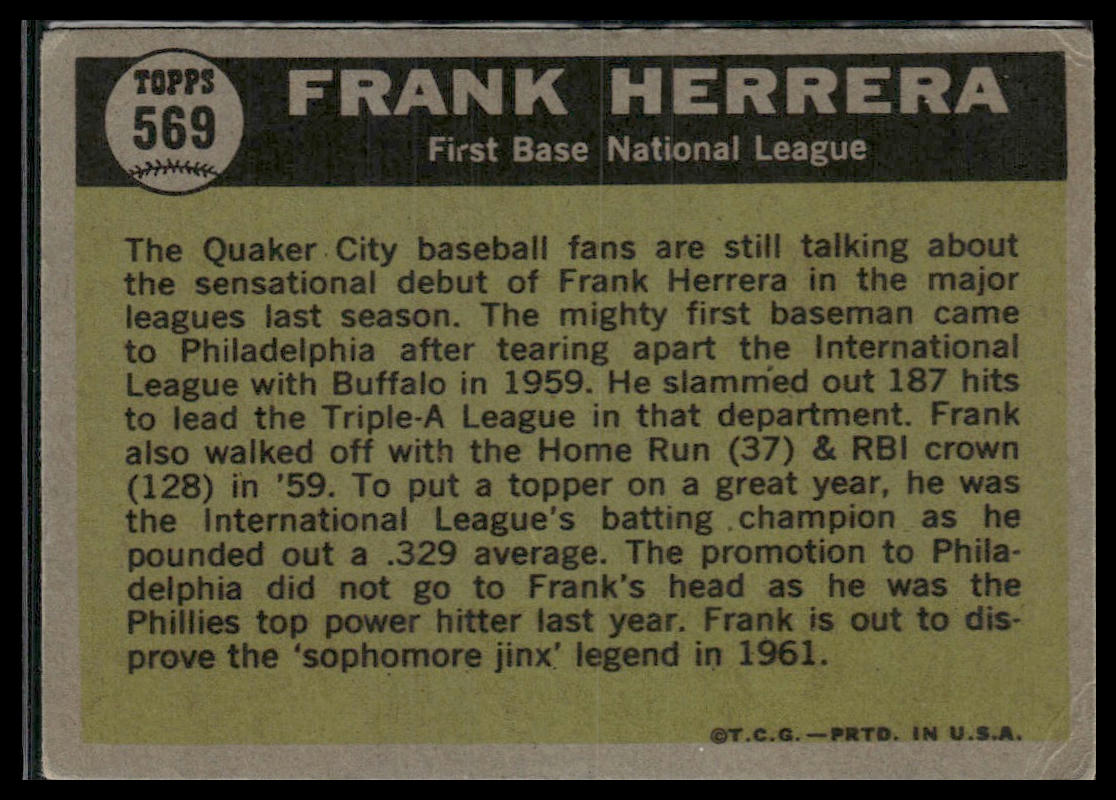 TOPPS
569
FRANK HERRERA
First Base National League
The Quaker City baseball fans are still talking about
the sensational debut of Frank Herrera in the major
leagues last season. The mighty first baseman came
to Philadelphia after tearing apart the International
League with Buffalo in 1959. He slammed out 187 hits
to lead the Triple-A League in that department. Frank
also walked off with the Home Run (37) & RBI crown
(128) in '59. To put a topper on a great year, he was
the International League's batting champion as he
pounded out a .329 average. The promotion to Phila-
delphia did not go to Frank's head as he was the
Phillies top power hitter last year. Frank is out to dis-
prove the 'sophomore jinx' legend in 1961.
©T.C.G.—PRTD. IN U.S.A.